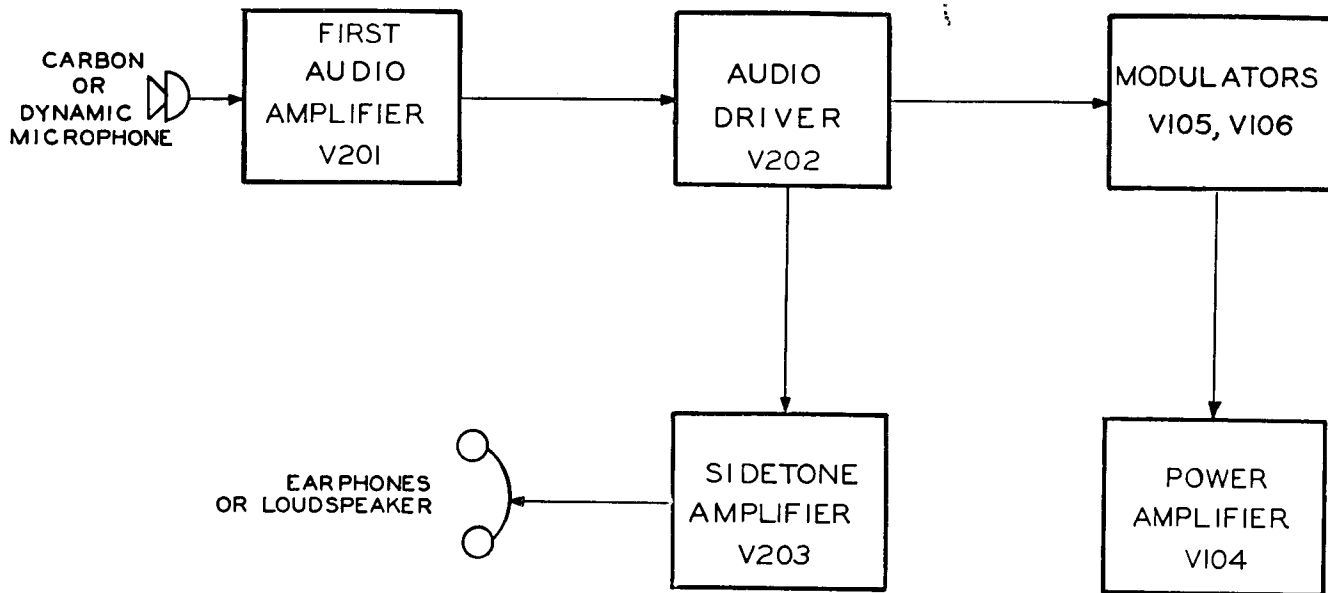 CARBON
OR
DYNAMIC
MICROPHONE
FIRST
AUDIO
AMPLIFIER
V201
AUDIO
DRIVER
V202
MODULATORS
V105, V106
EARPHONES
OR LOUDSPEAKER
SIDETONE
AMPLIFIER
V203
POWER
AMPLIFIER
V104